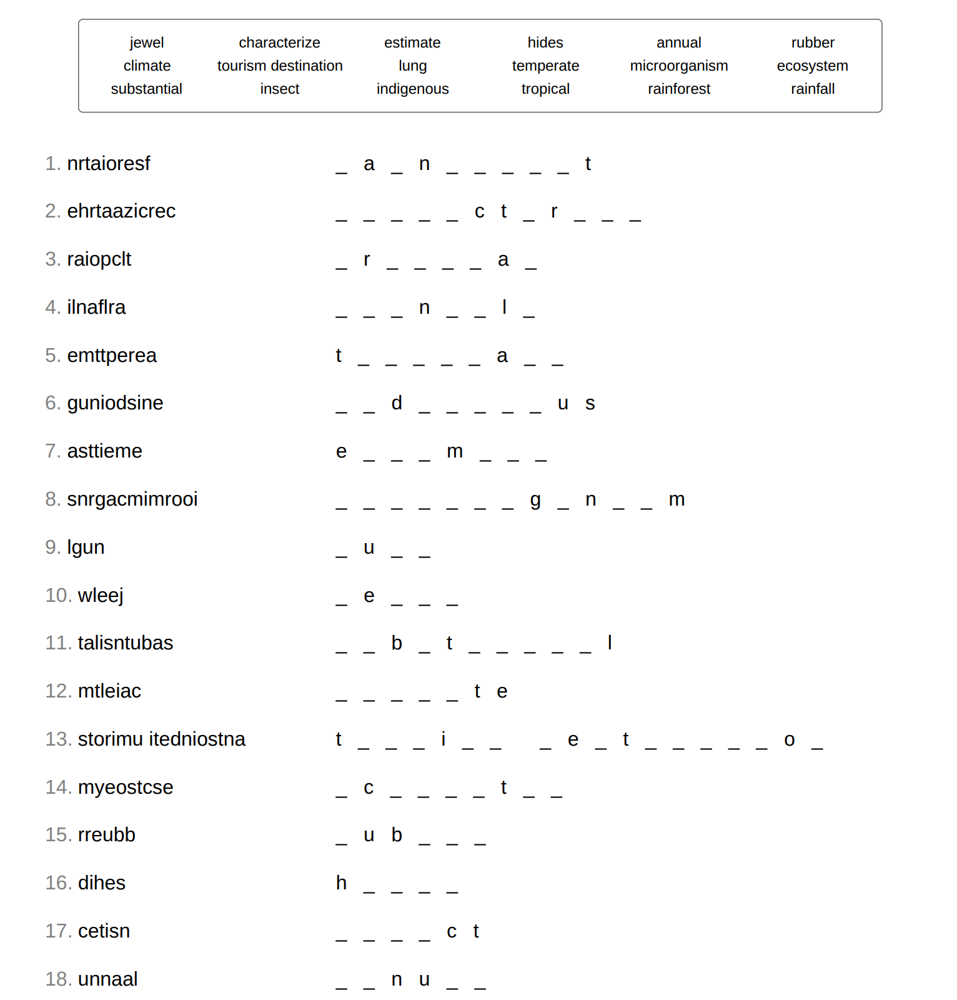 jewel characterize estimate hides annual rubber
climate tourism destination lung temperate microorganism ecosystem
substantial insect indigenous tropical rainforest rainfall
1. nrtaioresf _ a _ n _ _ _ _ _ t
2. ehrtaazicrec _ _ _ _ _ c t _ r _ _ _
3. raiopclt _ r _ _ _ _ a _
4. ilnaflra _ _ _ n _ _ l _
5. emttperea t _ _ _ _ _ a _ _
6. guniodsine _ _ d _ _ _ _ _ u s
7. asttieme e _ _ _ m _ _ _
8. snrgacmimrooi _ _ _ _ _ _ _ g _ n _ _ m
9. lgun _ u _ _
10. wleej _ e _ _ _
11. talisntubas _ _ b _ t _ _ _ _ _ l
12. mtleiac _ _ _ _ _ t e
13. storimu itedniostna t _ _ _ i _ _ _ e _ t _ _ _ _ _ o _
14. myeostcse _ c _ _ _ _ t _ _
15. rreubb _ u b _ _ _
16. dihes h _ _ _ _
17. cetisn _ _ _ _ c t
18. unnaal _ _ n u _ _